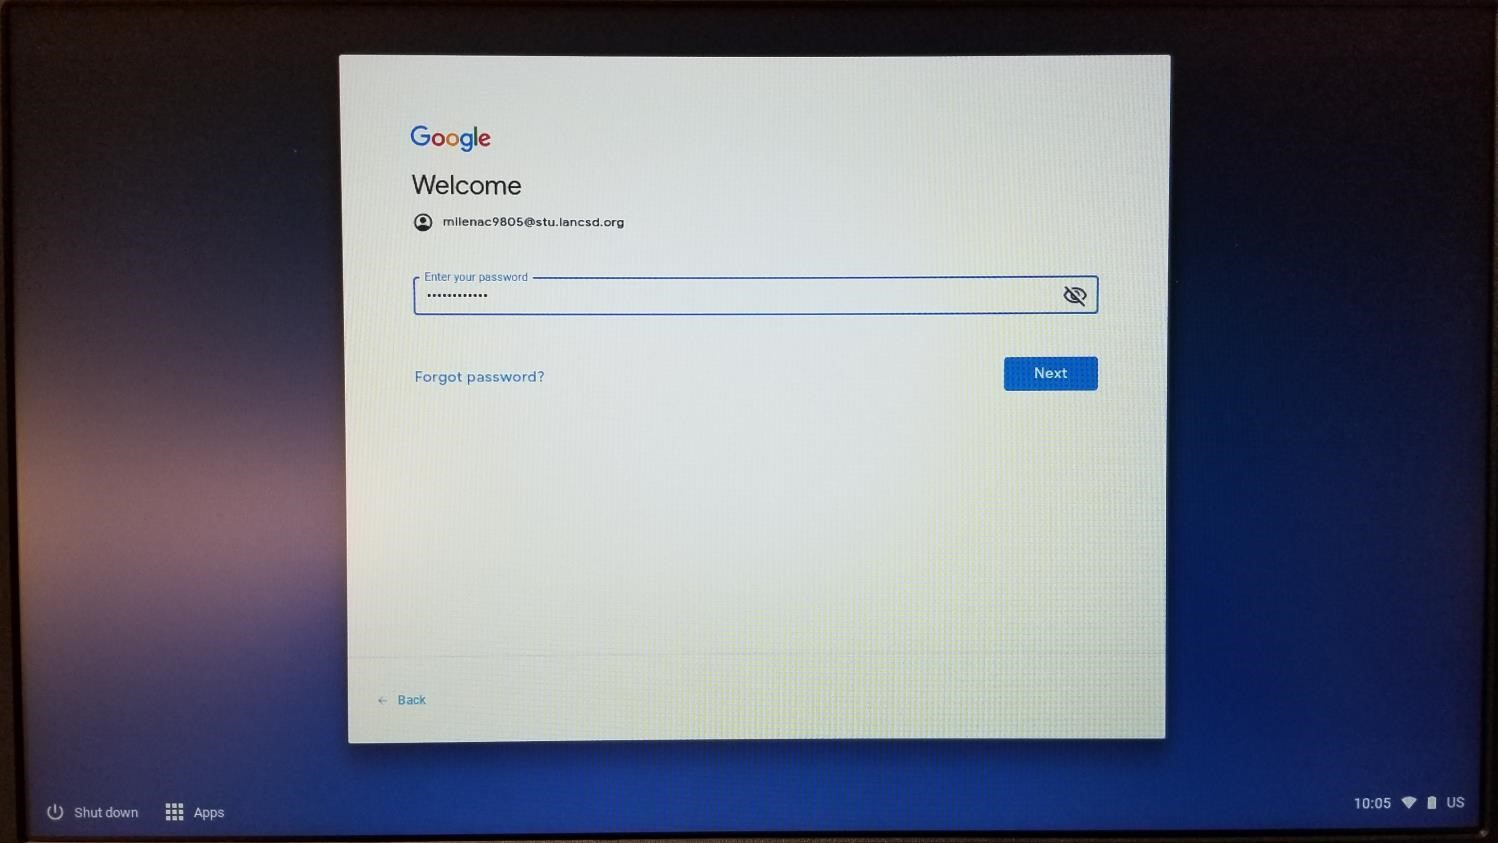 Google
Welcome
milenac9805@stu.lancsd.org
Enter your password
••••••••••••
Forgot password?
Next
← Back
Shut down
Apps
10:05
US